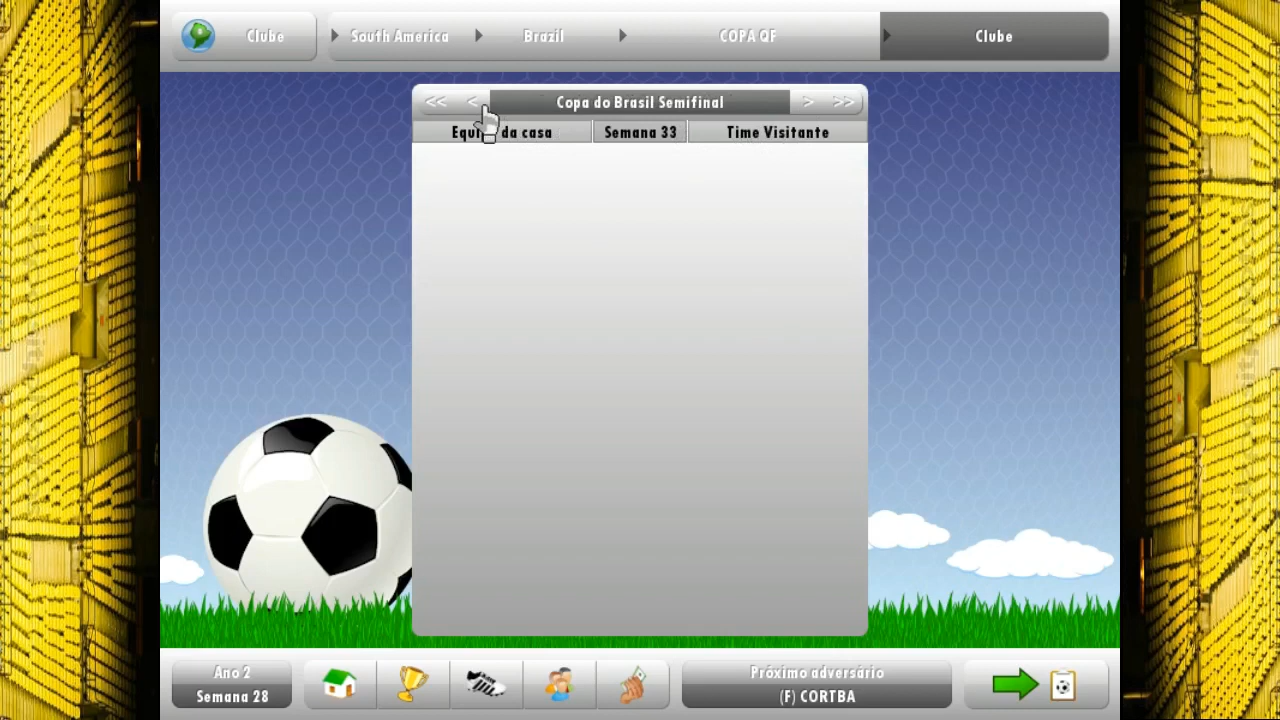 Clube
South America
Brazil
COPA QF
Clube
<< < Copa do Brasil Semifinal > >>
da casa
Semana 33
Time Visitante
Ano 2
Semana 28
Próximo adversário
(F) CORTBA